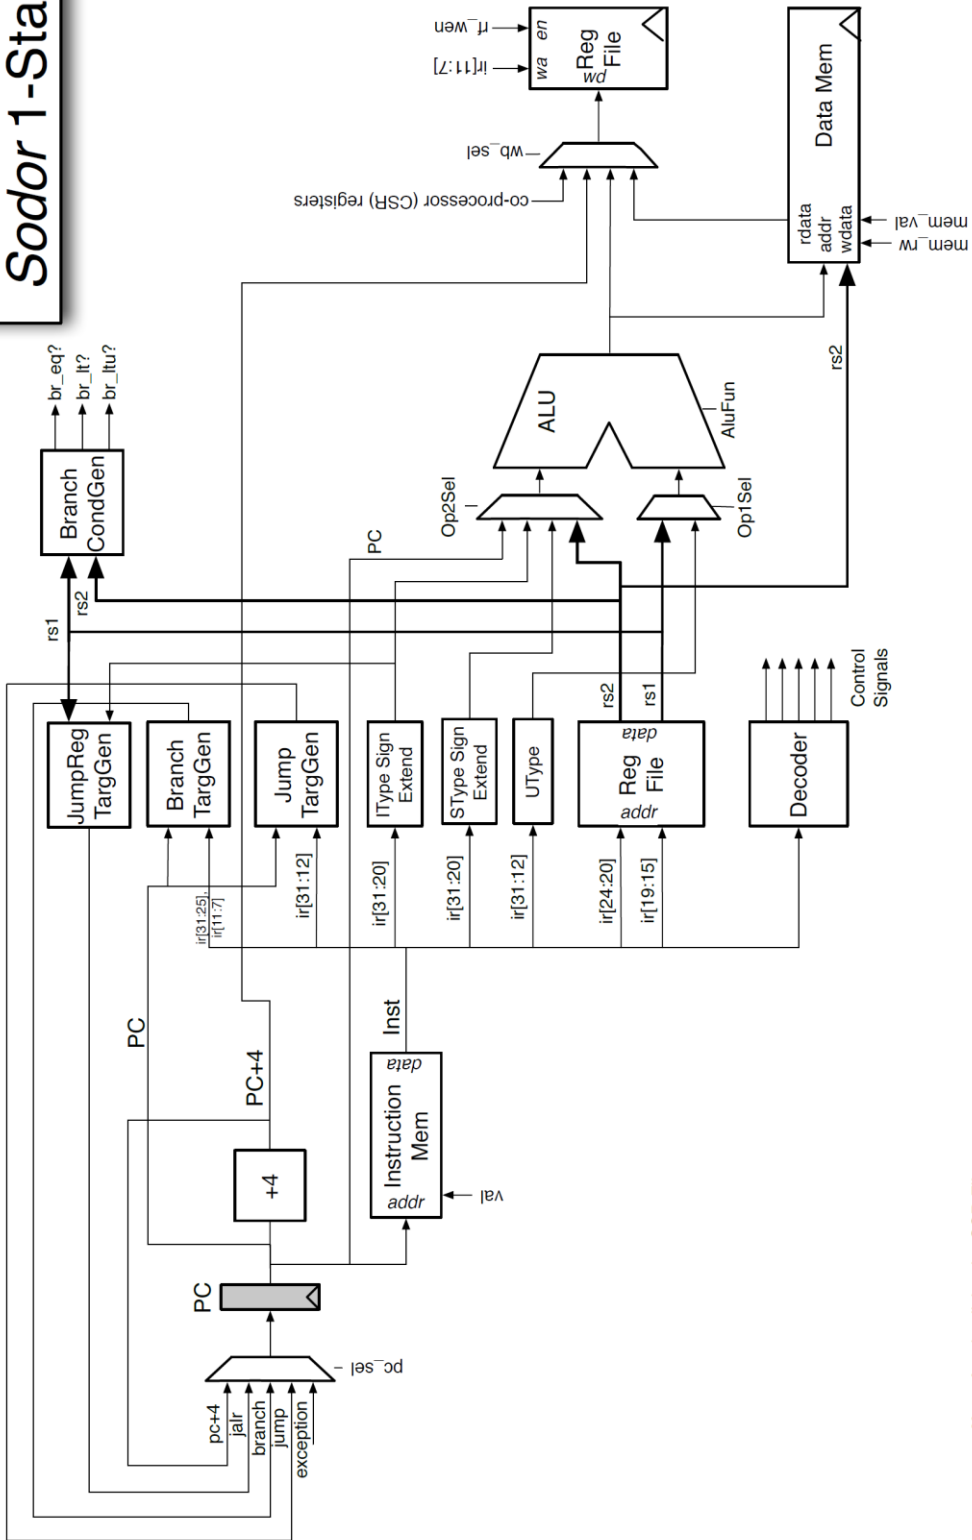 Sodor 1-Sta
br_eq?
br_lt?
br_ltu?
Branch
CondGen
rs1
rs2
JumpReg
TargGen
Branch
TargGen
Jump
TargGen
IType Sign
Extend
SType Sign
Extend
UType
Reg
File
data
addr
rs2
rs1
Decoder
Control
Signals
ir[31:25],
ir[11:7]
ir[31:12]
ir[31:20]
ir[31:20]
ir[31:12]
ir[24:20]
ir[19:15]
PC
PC+4
+4
Inst
Instruction
Mem
data
addr
val
PC
pc_sel
pc+4
jalr
branch
jump
exception
PC
Op2Sel
Op1Sel
ALU
AluFun
rs2
co-processor (CSR) registers
wb_sel
ir[11:7]
rf_wen
wa
en
Reg
File
wd
Data Mem
rdata
addr
wdata
mem_rw
mem_val